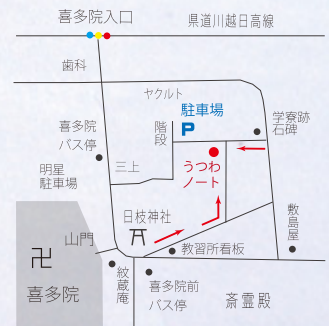 喜多院入口
県道川越日高線
歯科
ヤクルト
駐車場
P
階段
学寮跡
石碑
喜多院
バス停
三上
うつわ
ノート
明星
駐車場
日枝神社
敷島屋
山門
教習所看板
卍
喜多院
紋蔵庵
喜多院前
バス停
斎霊殿